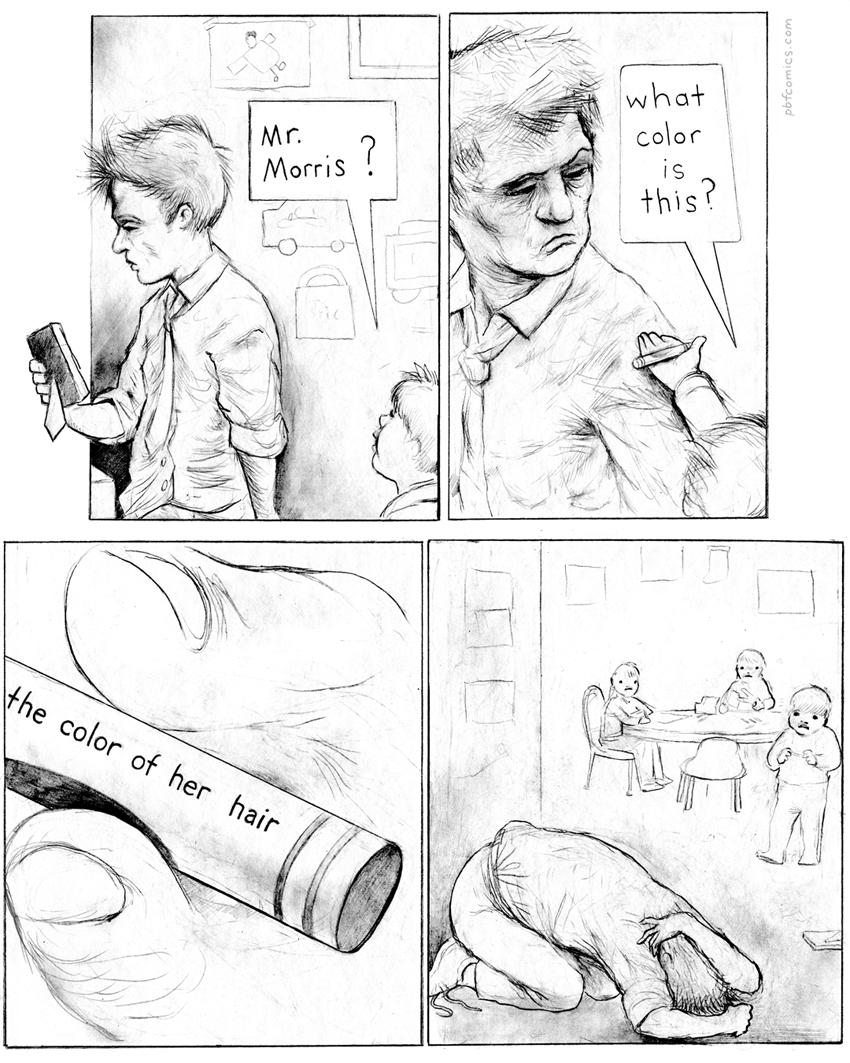 Mr.
Morris ?
what
color
is
this?
pbfcomics.com
the color of her hair